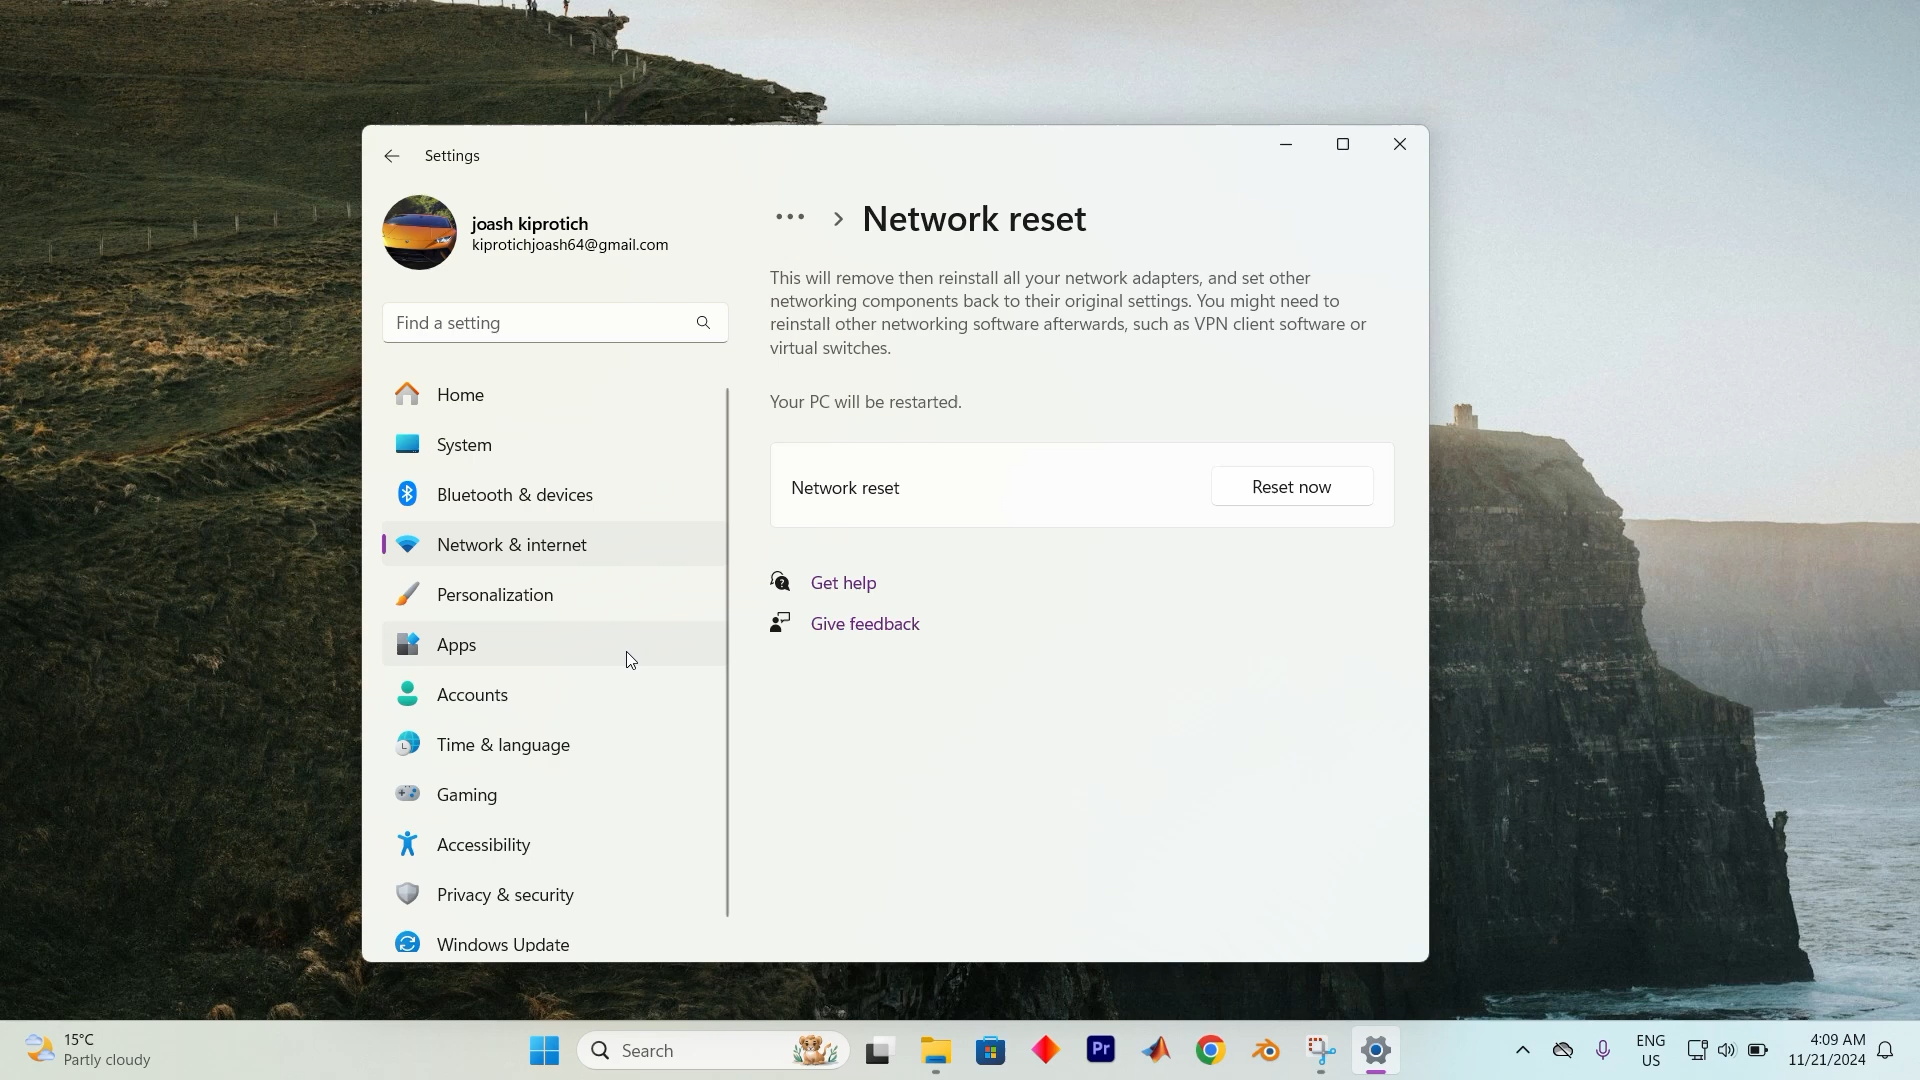 Settings
joash kiprotich
kiprotichjoash64@gmail.com
Find a setting
Home
System
Bluetooth & devices
Network & internet
Personalization
Apps
Accounts
Time & language
Gaming
Accessibility
Privacy & security
Windows Update
Network reset
This will remove then reinstall all your network adapters, and set other
networking components back to their original settings. You might need to
reinstall other networking software afterwards, such as VPN client software or
virtual switches.
Your PC will be restarted.
Network reset
Reset now
Get help
Give feedback
15°C
Partly cloudy
Search
Pr
ENG
US
4:09 AM
11/21/2024